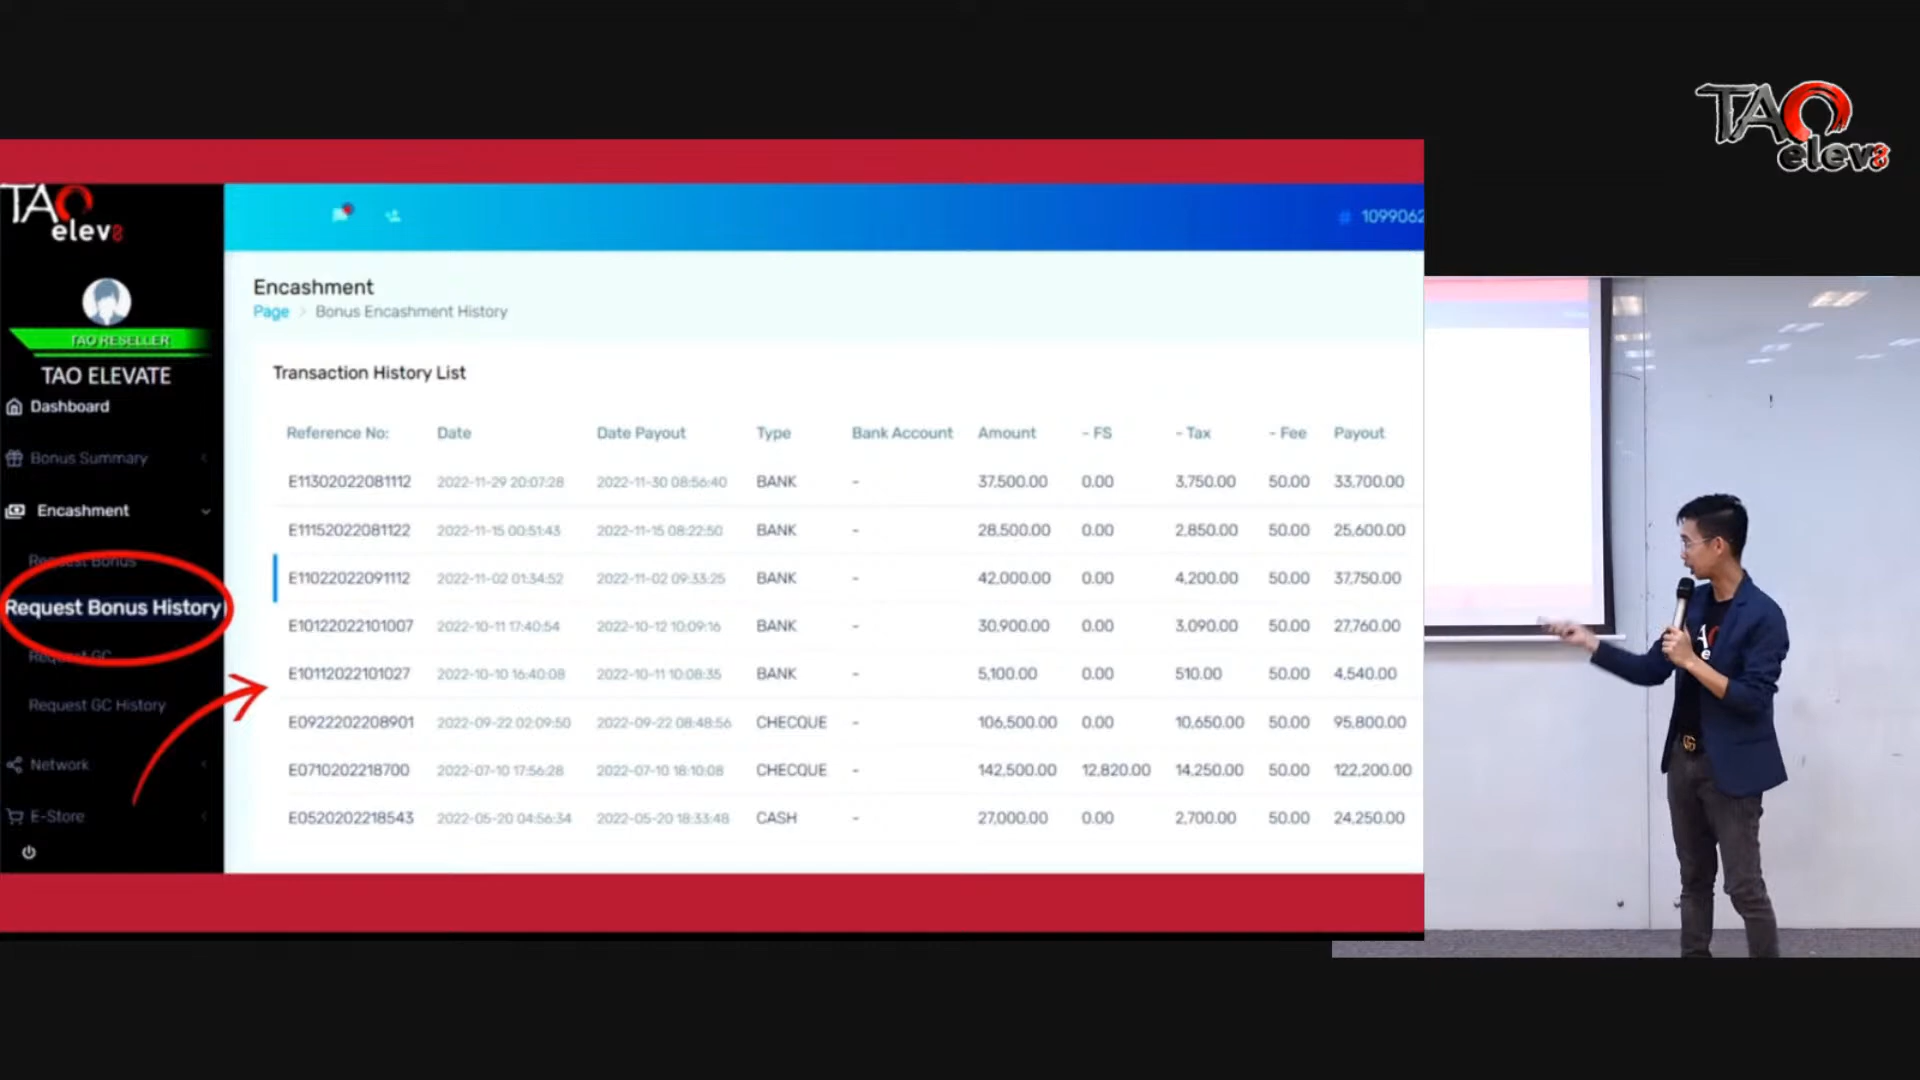 TAO
elev8
TAO
elev8
# 1099062
TAO RESELLER
TAO ELEVATE
Dashboard
Bonus Summary
Encashment
Request Bonus
Request Bonus History
Request GC
Request GC History
Network
E-Store
Encashment
Page > Bonus Encashment History
Transaction History List
Reference No: Date Date Payout Type Bank Account Amount - FS - Tax - Fee Payout
E11302022081112 2022-11-29 20:07:28 2022-11-30 08:56:40 BANK - 37,500.00 0.00 3,750.00 50.00 33,700.00
E11152022081122 2022-11-15 00:51:43 2022-11-15 08:22:50 BANK - 28,500.00 0.00 2,850.00 50.00 25,600.00
E11022022091112 2022-11-02 01:34:52 2022-11-02 09:33:25 BANK - 42,000.00 0.00 4,200.00 50.00 37,750.00
E10122022101007 2022-10-11 17:40:54 2022-10-12 10:09:16 BANK - 30,900.00 0.00 3,090.00 50.00 27,760.00
E10112022101027 2022-10-10 16:40:08 2022-10-11 10:08:35 BANK - 5,100.00 0.00 510.00 50.00 4,540.00
E0922202208901 2022-09-22 02:09:50 2022-09-22 08:48:56 CHECQUE - 106,500.00 0.00 10,650.00 50.00 95,800.00
E0710202218700 2022-07-10 17:56:28 2022-07-10 18:10:08 CHECQUE - 142,500.00 12,820.00 14,250.00 50.00 122,200.00
E0520202218543 2022-05-20 04:56:34 2022-05-20 18:33:48 CASH - 27,000.00 0.00 2,700.00 50.00 24,250.00